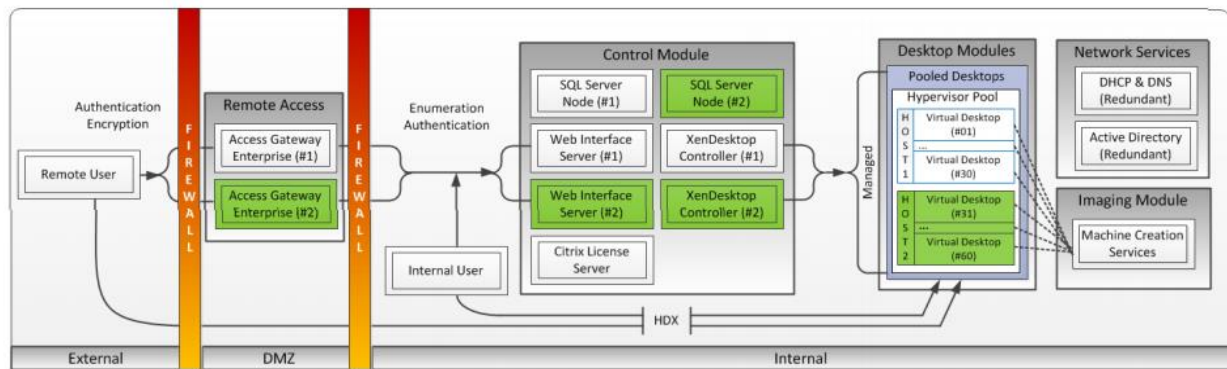 Control Module
Desktop Modules
Network Services
SQL Server
Node (#1)
SQL Server
Node (#2)
Pooled Desktops
Hypervisor Pool
DHCP & DNS
(Redundant)
Authentication
Encryption
Remote Access
Enumeration
Authentication
H
O
S
T
1
Virtual Desktop
(#01)
...
Virtual Desktop
(#30)
F
I
R
E
W
A
L
L
F
I
R
E
W
A
L
L
Access Gateway
Enterprise (#1)
Web Interface
Server (#1)
XenDesktop
Controller (#1)
Active Directory
(Redundant)
Remote User
Managed
Access Gateway
Enterprise (#2)
Web Interface
Server (#2)
XenDesktop
Controller (#2)
H
O
S
T
2
Virtual Desktop
(#31)
...
Virtual Desktop
(#60)
Imaging Module
Machine Creation
Services
Internal User
Citrix License
Server
HDX
External
DMZ
Internal